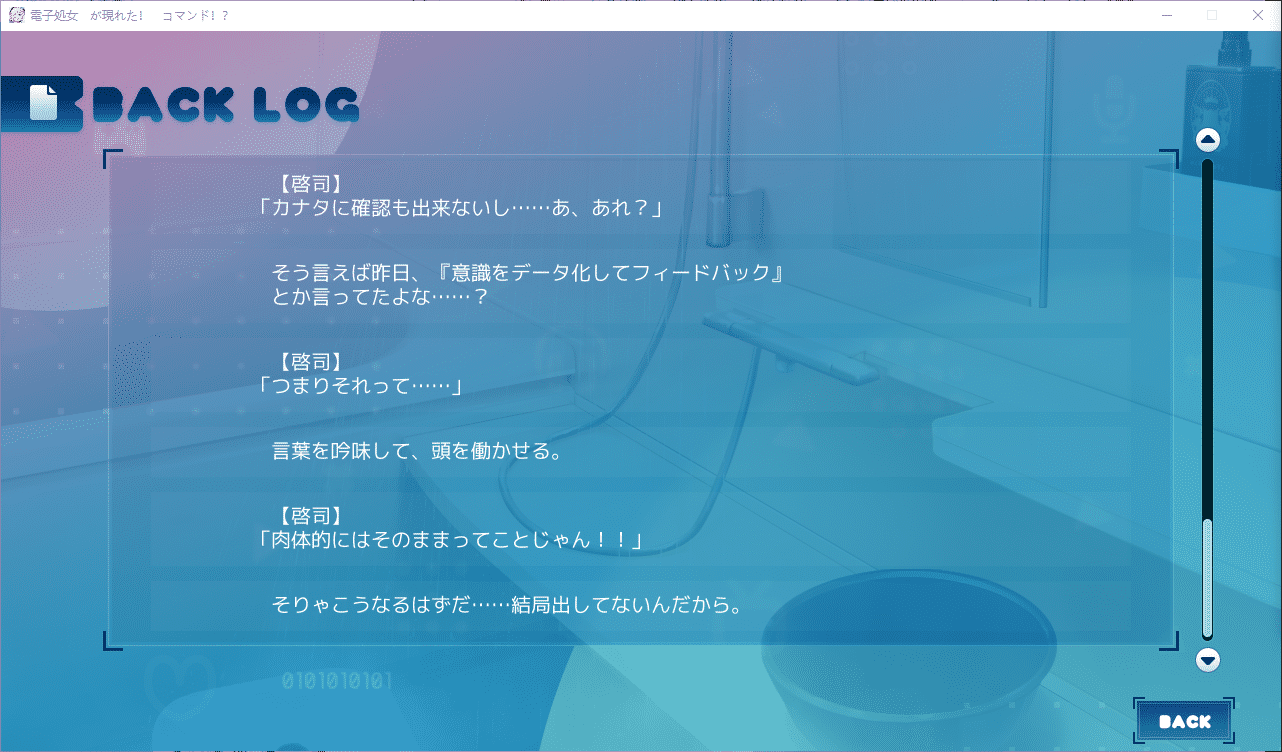 電子処女　が現れた!　コマンド!？
BACK LOG
【啓司】
「カナタに確認も出来ないし……あ、あれ？」
そう言えば昨日、『意識をデータ化してフィードバック』
とか言ってたよな……？
【啓司】
「つまりそれって……」
言葉を吟味して、頭を働かせる。
【啓司】
「肉体的にはそのままってことじゃん！！」
そりゃこうなるはずだ……結局出してないんだから。
0101010101
BACK